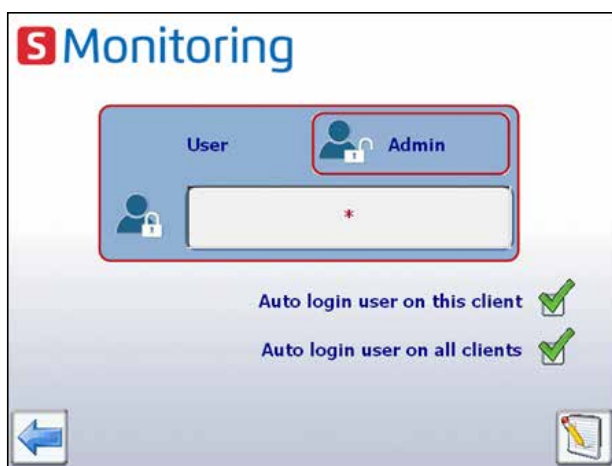 S Monitoring
User Admin
*
Auto login user on this client
Auto login user on all clients